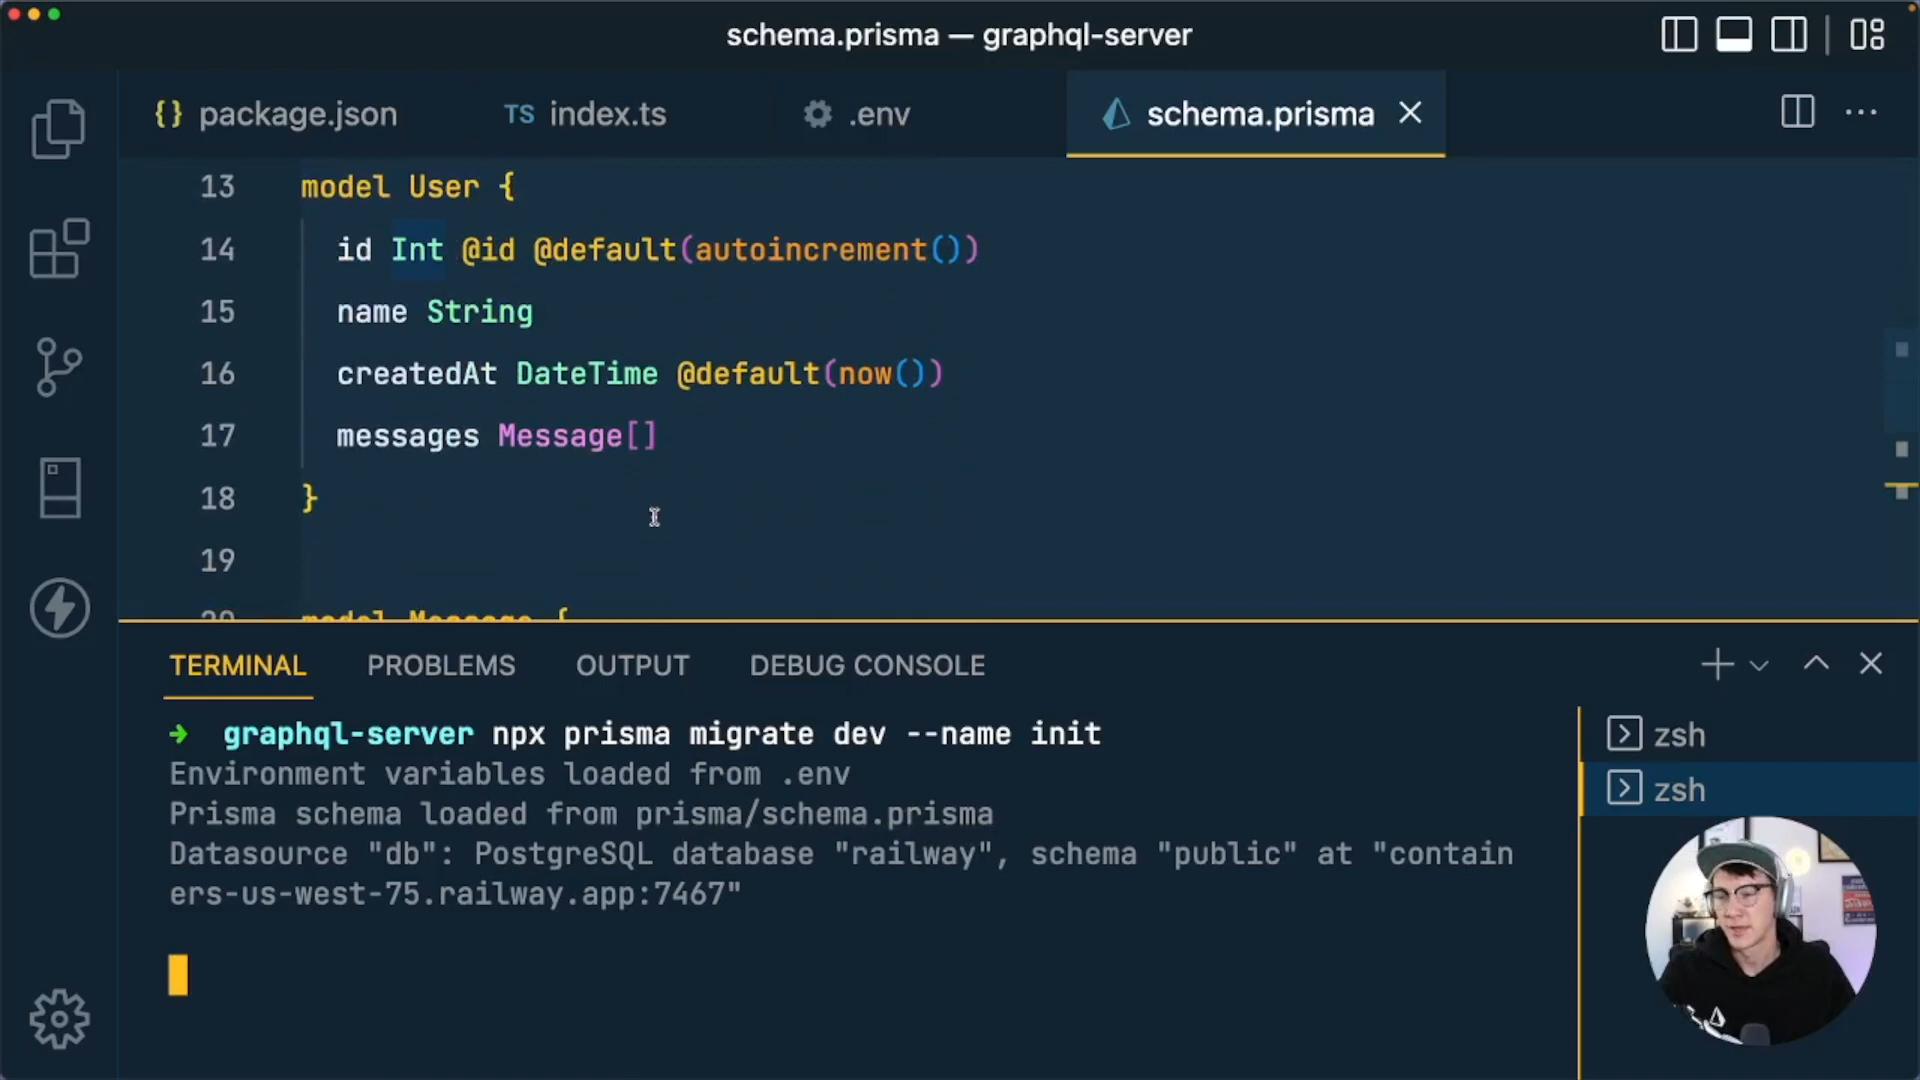 schema.prisma — graphql-server
{} package.json
TS index.ts
.env
schema.prisma
13 model User {
14 id Int @id @default(autoincrement())
15 name String
16 createdAt DateTime @default(now())
17 messages Message[]
18 }
19
20 model Message {
TERMINAL PROBLEMS OUTPUT DEBUG CONSOLE
➜ graphql-server npx prisma migrate dev --name init
Environment variables loaded from .env
Prisma schema loaded from prisma/schema.prisma
Datasource "db": PostgreSQL database "railway", schema "public" at "contain
ers-us-west-75.railway.app:7467"
zsh
zsh